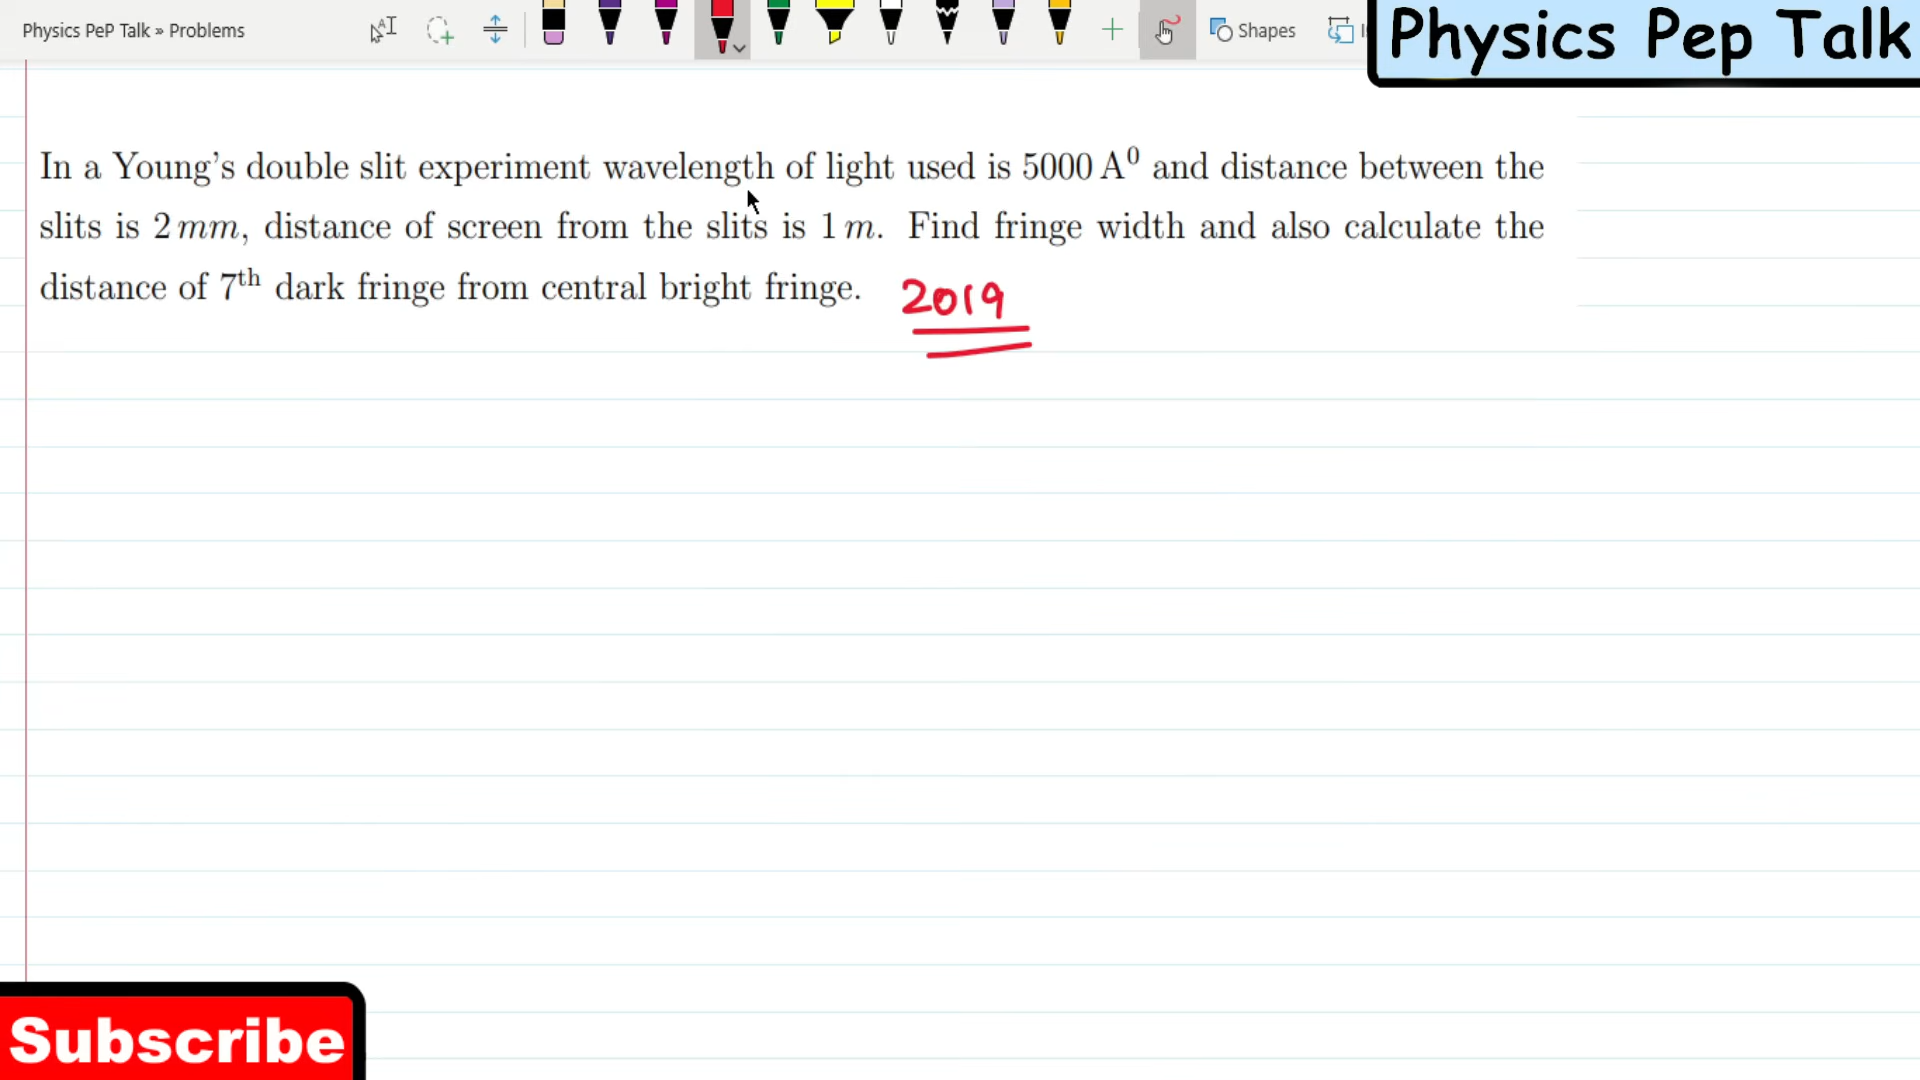 Physics PeP Talk » Problems
Shapes
Physics Pep Talk
In a Young's double slit experiment wavelength of light used is 5000 A⁰ and distance between the
slits is 2 mm, distance of screen from the slits is 1 m. Find fringe width and also calculate the
distance of 7ᵗʰ dark fringe from central bright fringe. 2019
Subscribe